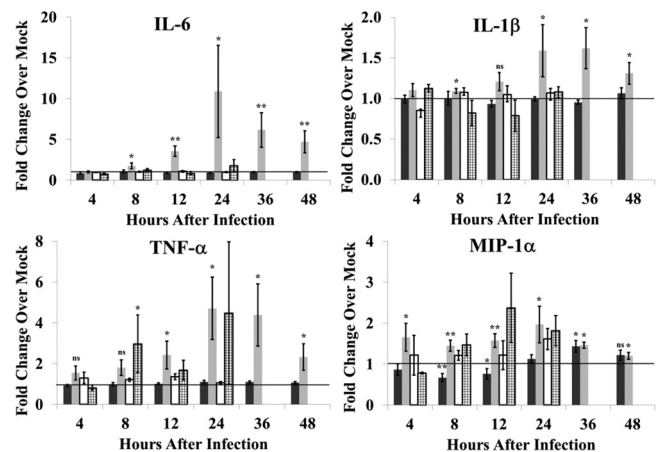 IL-6
Fold Change Over Mock
20
15
10
5
0
*
**
*
**
**
4 8 12 24 36 48
Hours After Infection
IL-1β
Fold Change Over Mock
2.0
1.5
1.0
0.5
0.0
*
ns
*
*
*
4 8 12 24 36 48
Hours After Infection
TNF-α
Fold Change Over Mock
8
6
4
2
0
ns
ns
*
*
*
*
*
4 8 12 24 36 48
Hours After Infection
MIP-1α
Fold Change Over Mock
4
3
2
1
0
*
**
**
*
**
*
* *
ns *
4 8 12 24 36 48
Hours After Infection